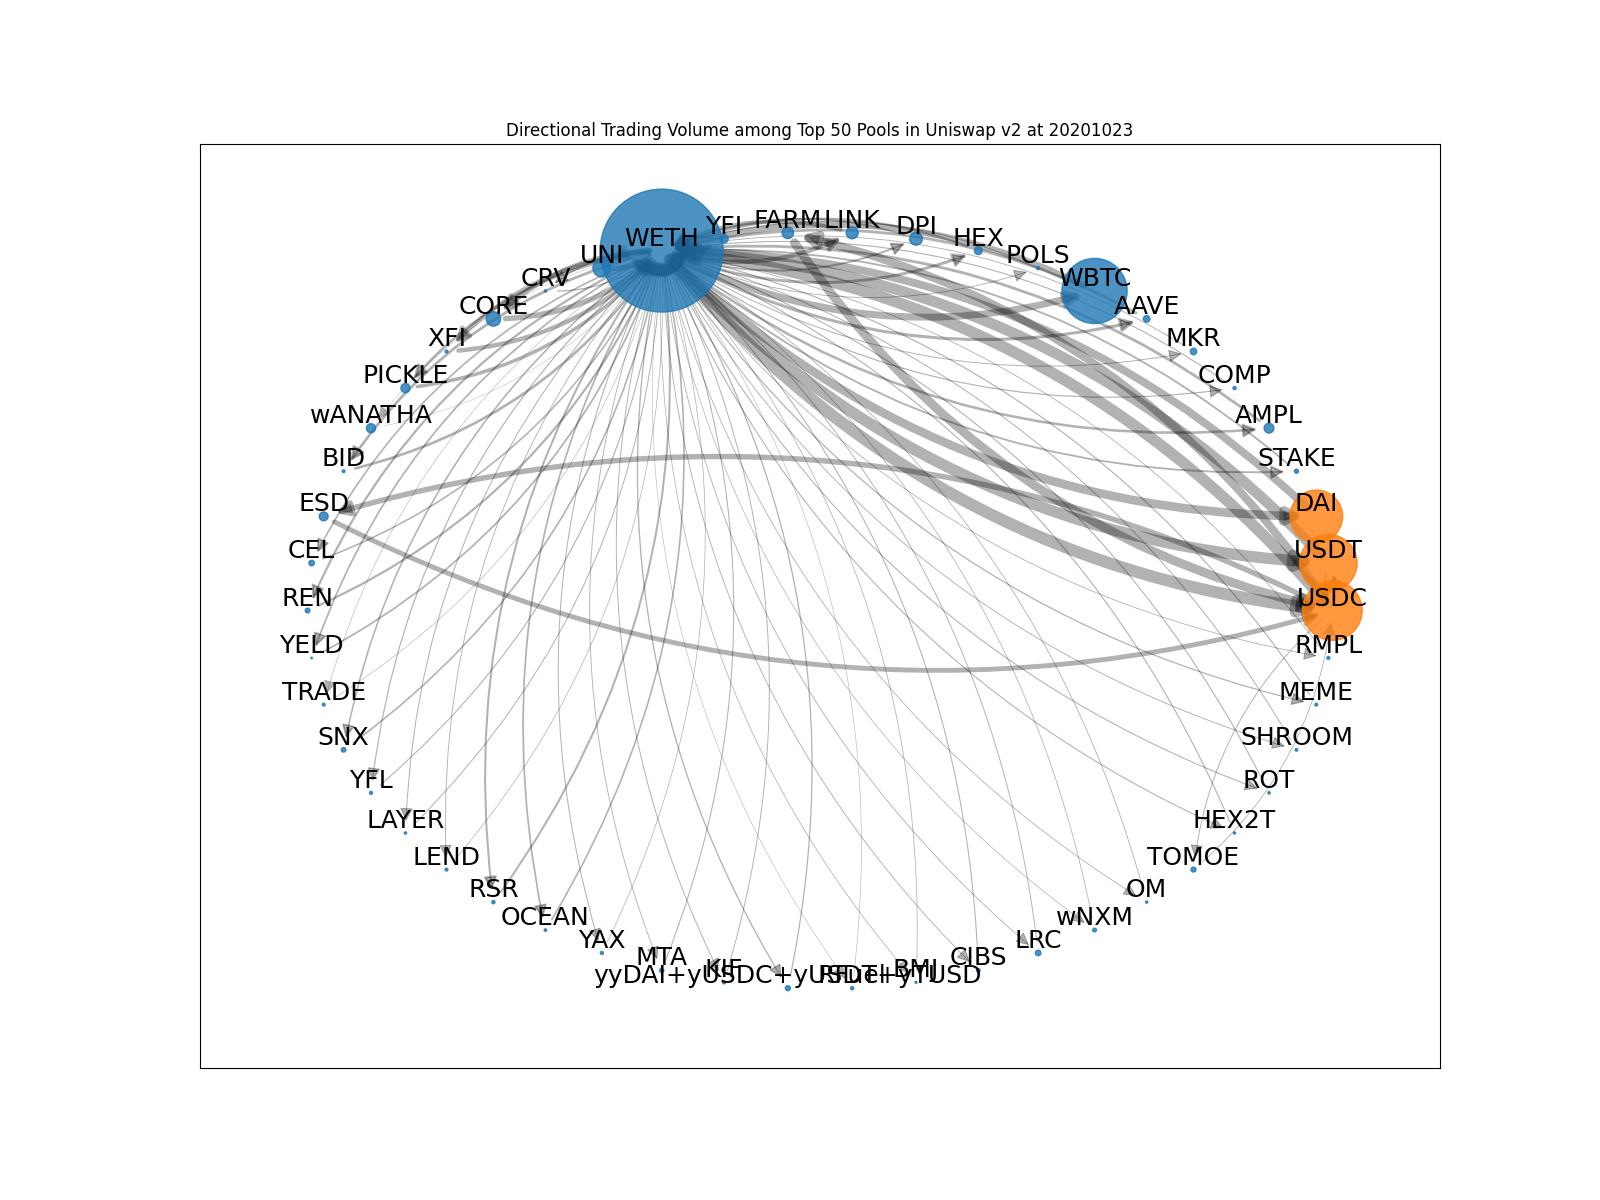 Directional Trading Volume among Top 50 Pools in Uniswap v2 at 20201023
WETH
YFI
FARM
LINK
DPI
HEX
POLS
WBTC
AAVE
MKR
COMP
AMPL
STAKE
DAI
USDT
USDC
RMPL
MEME
SHROOM
ROT
HEX2T
TOMOE
OM
wNXM
LRC
CIBS
BMI
yyDAI+yUSDC+yUSDT+yTUSD
MTA
YAX
OCEAN
RSR
LEND
LAYER
YFL
SNX
TRADE
YELD
REN
CEL
ESD
BID
wANATHA
PICKLE
XFI
CORE
CRV
UNI